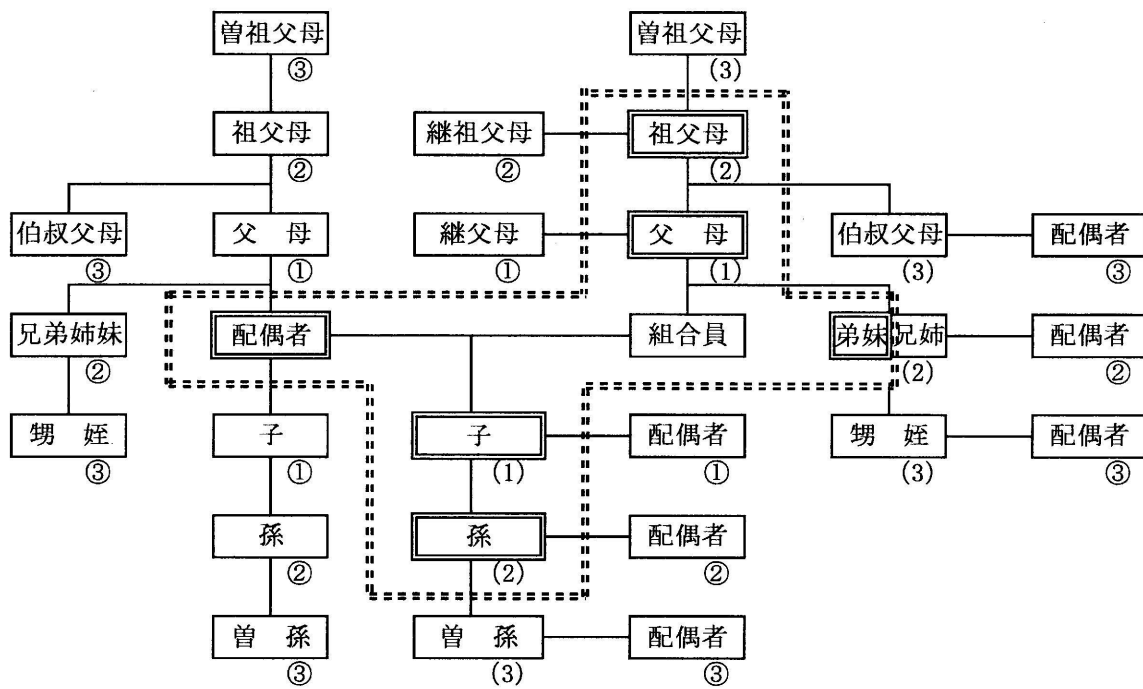 曽祖父母 曽祖父母
③ (3)
祖父母 継祖父母 祖父母
② ② (2)
伯叔父母 父母 継父母 父母 伯叔父母 配偶者
③ ① ① (1) (3) ③
兄弟姉妹 配偶者 組合員 弟妹 兄姉 配偶者
② (2) ②
甥姪 子 子 配偶者 甥姪 配偶者
③ ① (1) ① (3) ③
孫 孫 配偶者
② (2) ②
曽孫 曽孫 配偶者
③ (3) ③